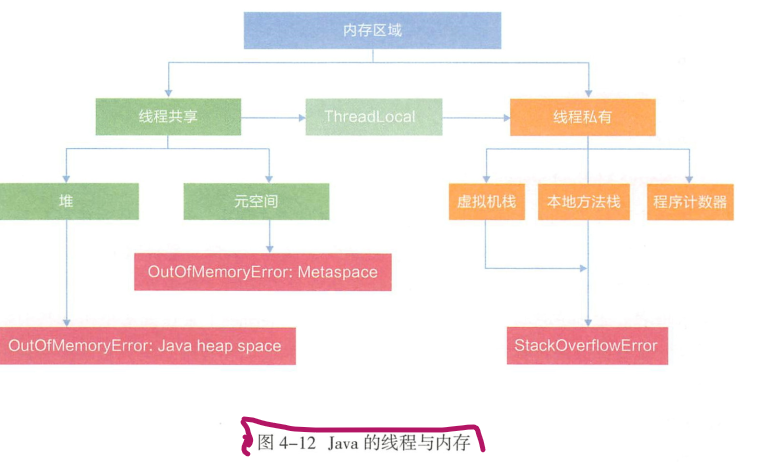 内存区域
线程共享
ThreadLocal
线程私有
堆
元空间
虚拟机栈
本地方法栈
程序计数器
OutOfMemoryError: Metaspace
OutOfMemoryError: Java heap space
StackOverflowError
图 4-12 Java 的线程与内存